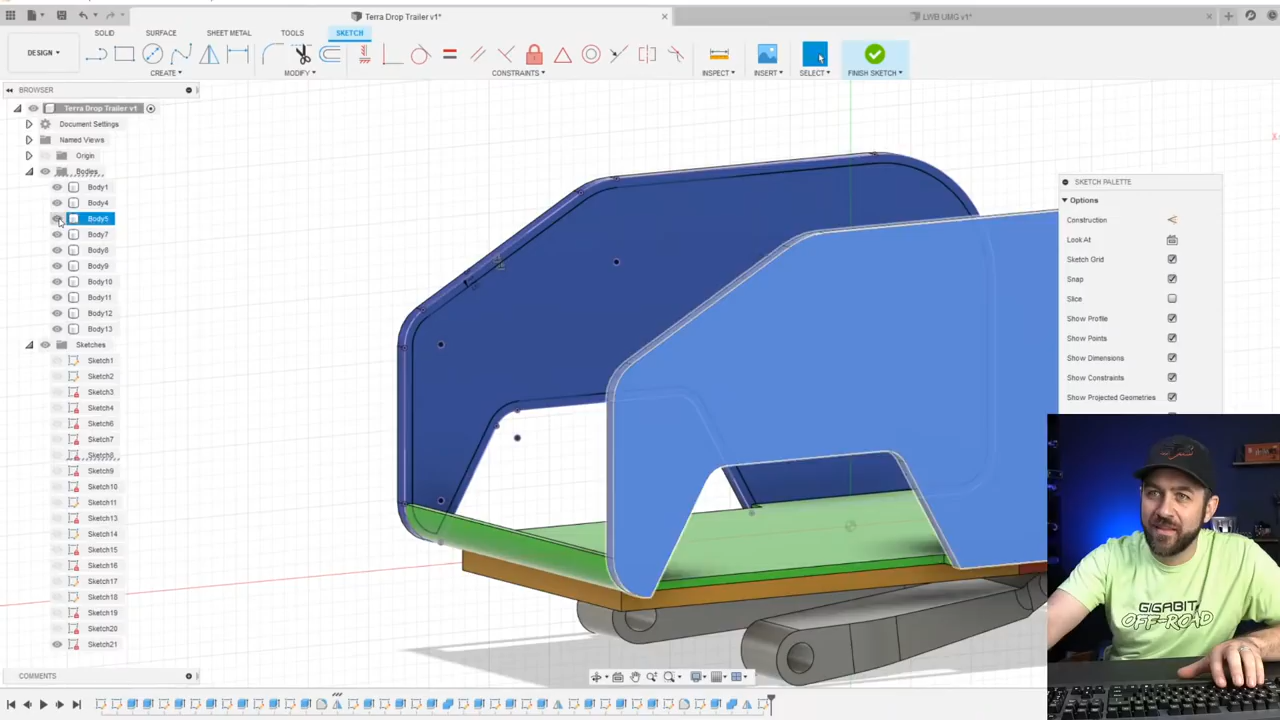 Terra Drop Trailer v1*
LWB UMG v1*
DESIGN
SOLID
SURFACE
SHEET METAL
TOOLS
SKETCH
CREATE
MODIFY
CONSTRAINTS
INSPECT
INSERT
SELECT
FINISH SKETCH
BROWSER
Terra Drop Trailer v1
Document Settings
Named Views
Origin
Bodies
Body1
Body4
Body5
Body7
Body8
Body9
Body10
Body11
Body12
Body13
Sketches
Sketch1
Sketch2
Sketch3
Sketch4
Sketch6
Sketch7
Sketch8
Sketch9
Sketch10
Sketch11
Sketch13
Sketch14
Sketch15
Sketch16
Sketch17
Sketch18
Sketch19
Sketch20
Sketch21
SKETCH PALETTE
Options
Construction
Look At
Sketch Grid
Snap
Slice
Show Profile
Show Points
Show Dimensions
Show Constraints
Show Projected Geometries
GIGABIT
OFF-ROAD
COMMENTS